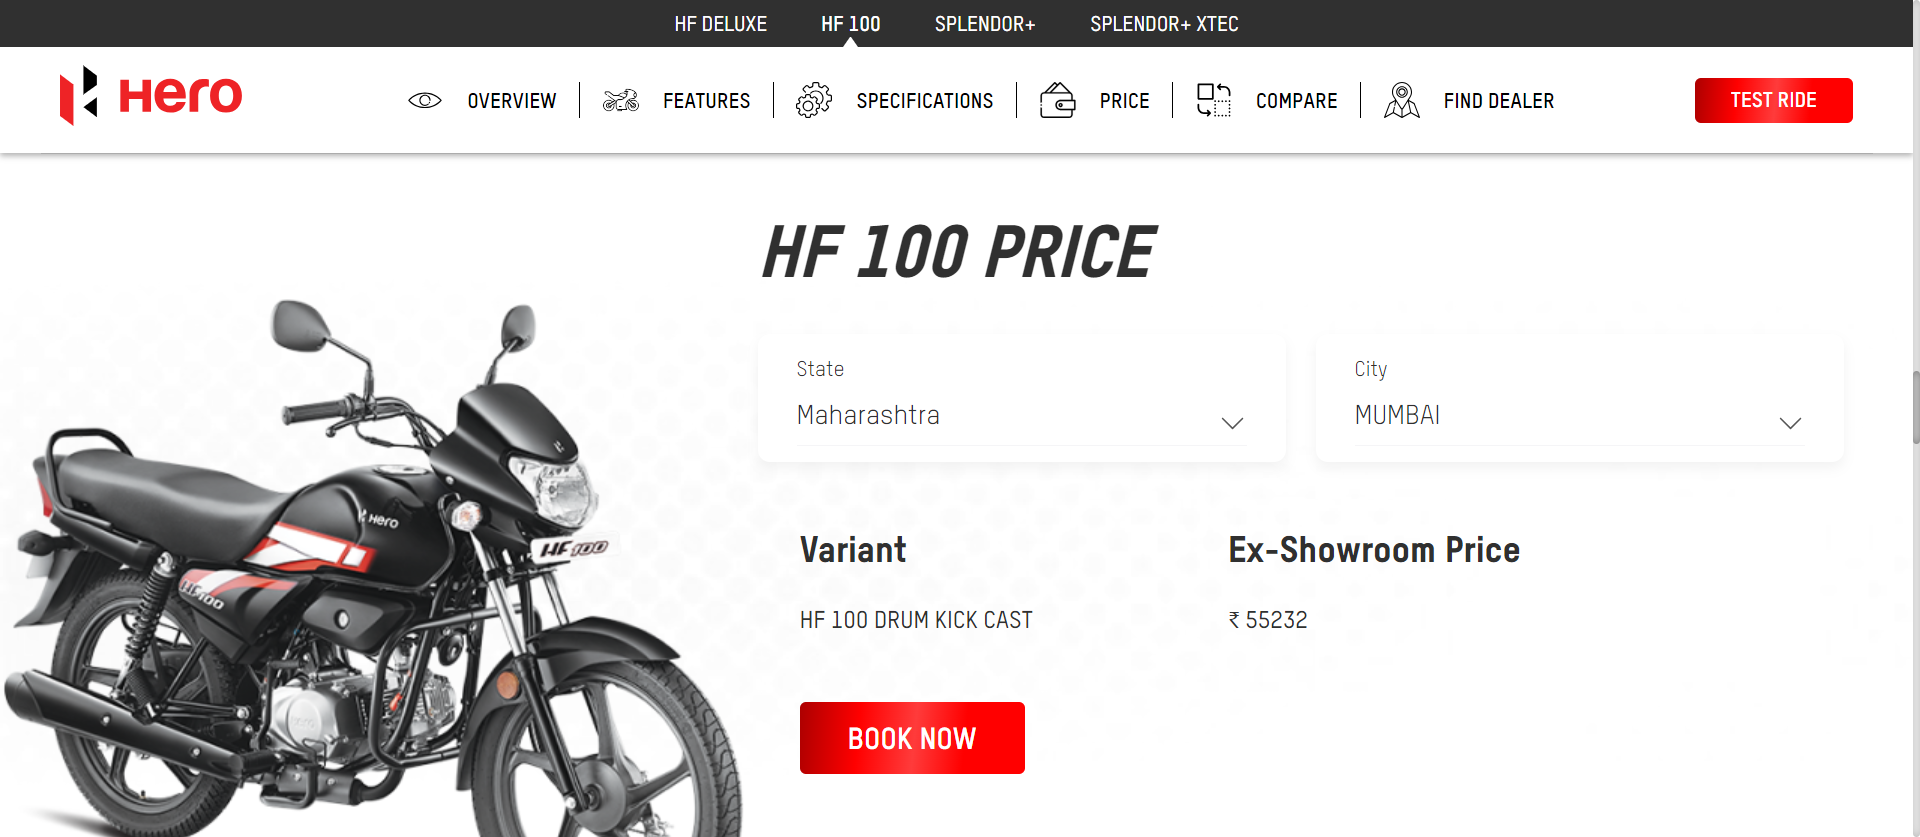 HF DELUXE HF 100 SPLENDOR+ SPLENDOR+ XTEC
Hero OVERVIEW FEATURES SPECIFICATIONS PRICE COMPARE FIND DEALER TEST RIDE
HF 100 PRICE
State City
Maharashtra MUMBAI
Hero
HF 100
HF 100
Variant Ex-Showroom Price
HF 100 DRUM KICK CAST ₹ 55232
BOOK NOW